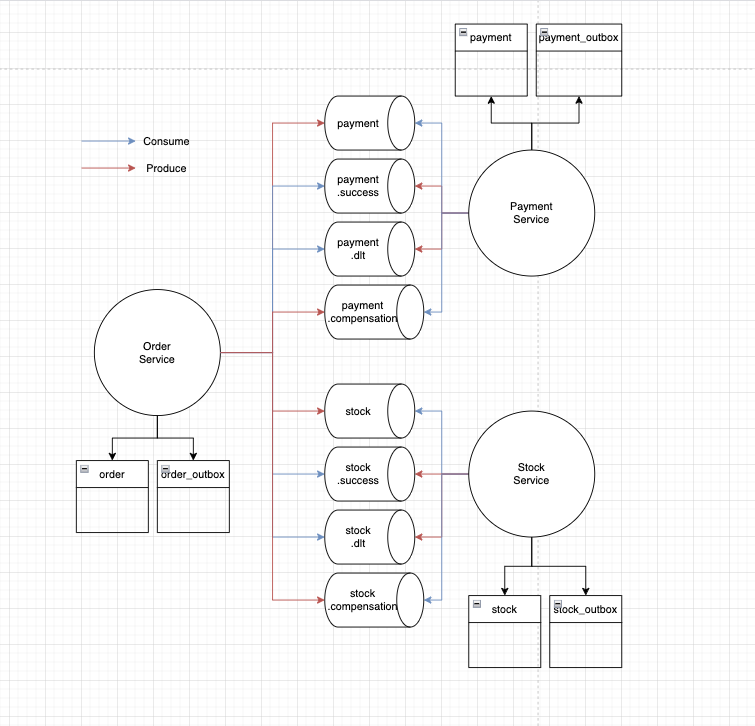 payment
payment_outbox
payment
Consume
Produce
payment
.success
Payment
Service
payment
.dlt
payment
.compensation
Order
Service
stock
stock
.success
Stock
Service
order
order_outbox
stock
.dlt
stock
.compensation
stock
stock_outbox